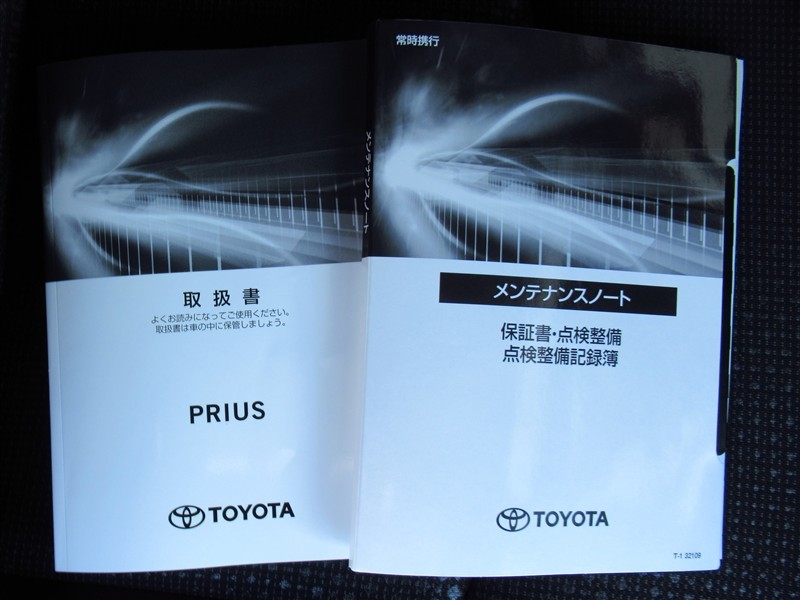 取扱書
よくお読みになってご使用ください。
取扱書は車の中に保管しましょう。
PRIUS
TOYOTA
メンテナンスノート
常時携行
メンテナンスノート
保証書・点検整備
点検整備記録簿
TOYOTA
T-1 32109